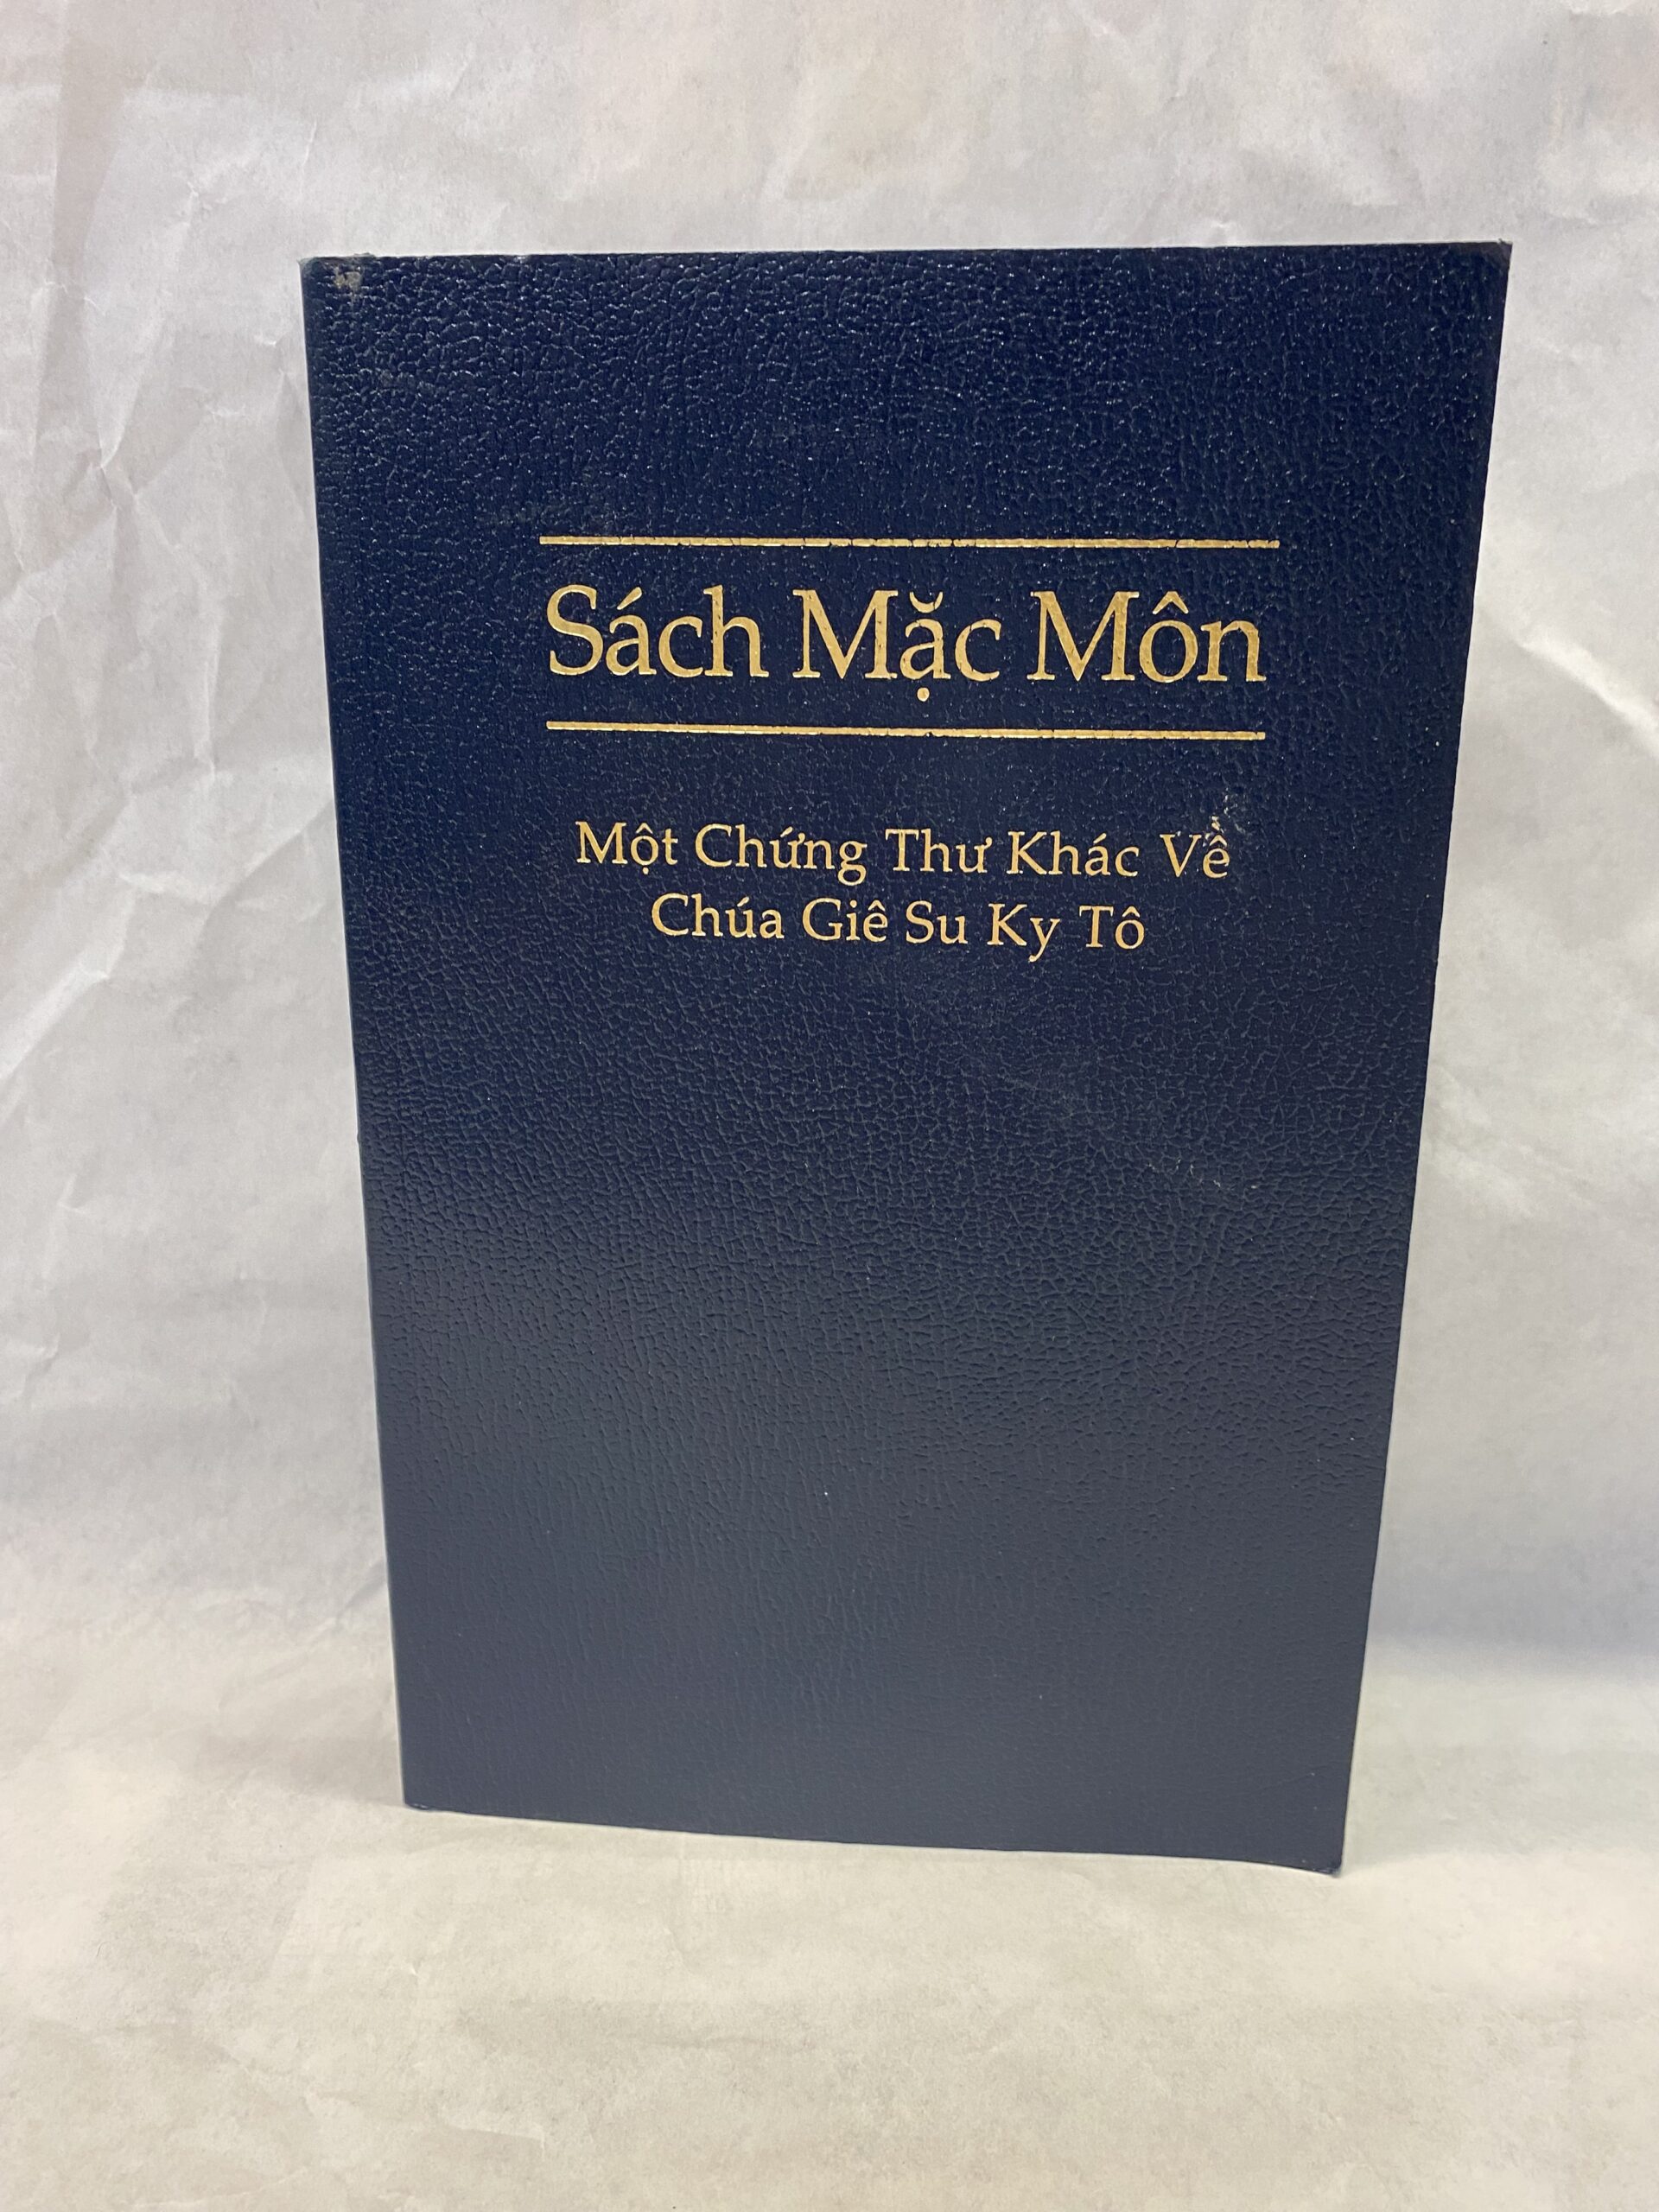 Sách Mặc Môn
Một Chứng Thư Khác Về
Chúa Giê Su Ky Tô